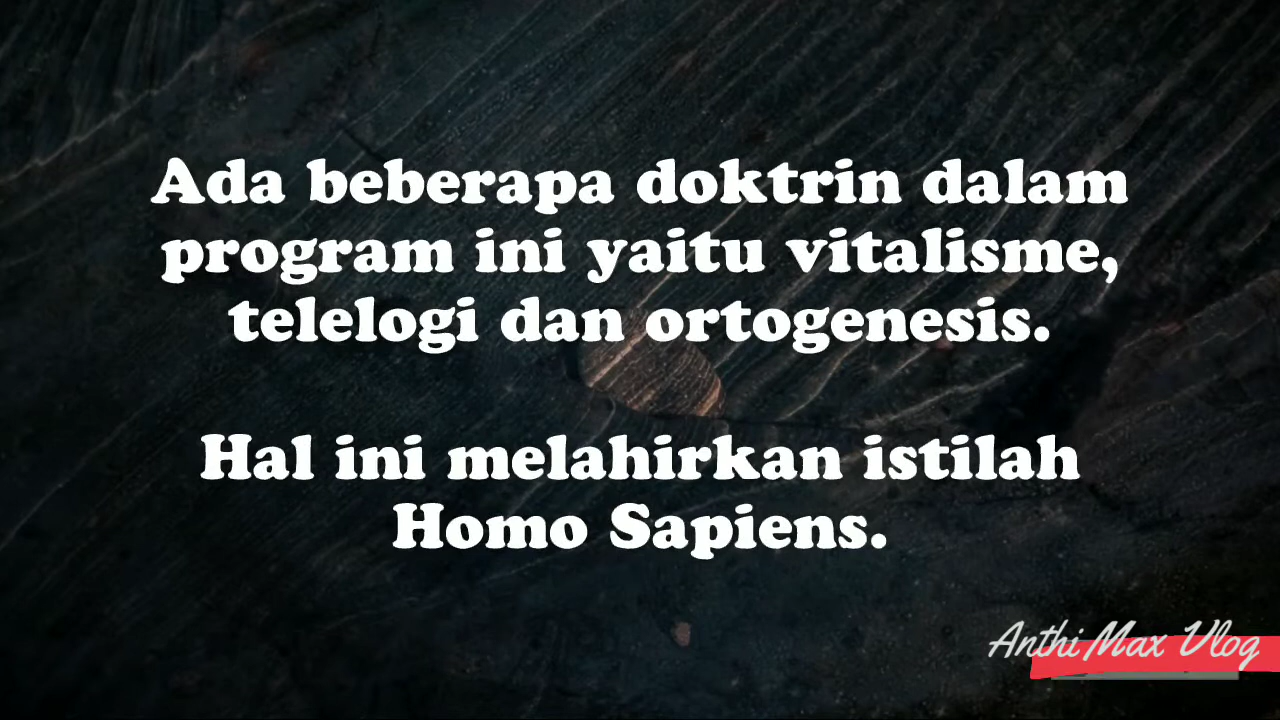 Ada beberapa doktrin dalam
program ini yaitu vitalisme,
telelogi dan ortogenesis.
Hal ini melahirkan istilah
Homo Sapiens.
Anthi Max Vlog